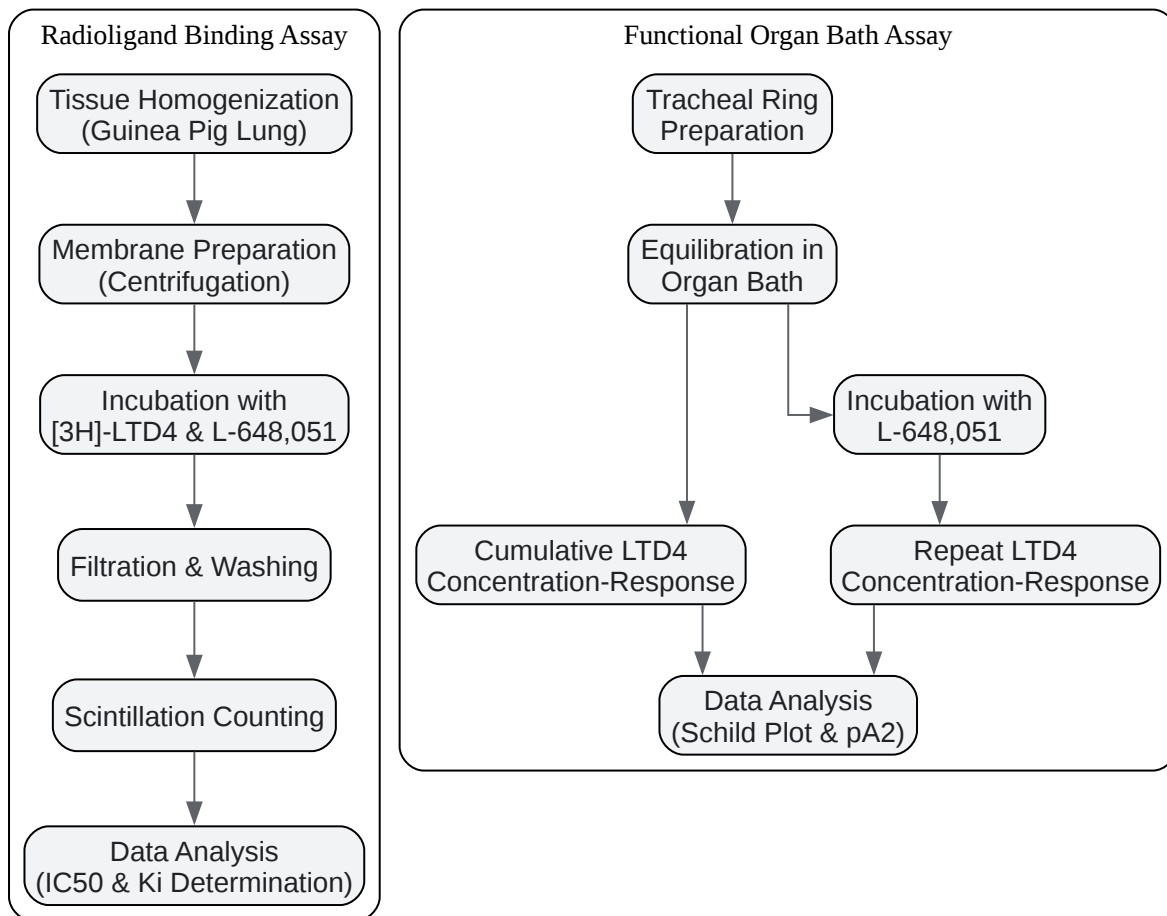 Radioligand Binding Assay
Tissue Homogenization
(Guinea Pig Lung)
Membrane Preparation
(Centrifugation)
Incubation with
[3H]-LTD4 & L-648,051
Filtration & Washing
Scintillation Counting
Data Analysis
(IC50 & Ki Determination)
Functional Organ Bath Assay
Tracheal Ring
Preparation
Equilibration in
Organ Bath
Incubation with
L-648,051
Cumulative LTD4
Concentration-Response
Repeat LTD4
Concentration-Response
Data Analysis
(Schild Plot & pA2)